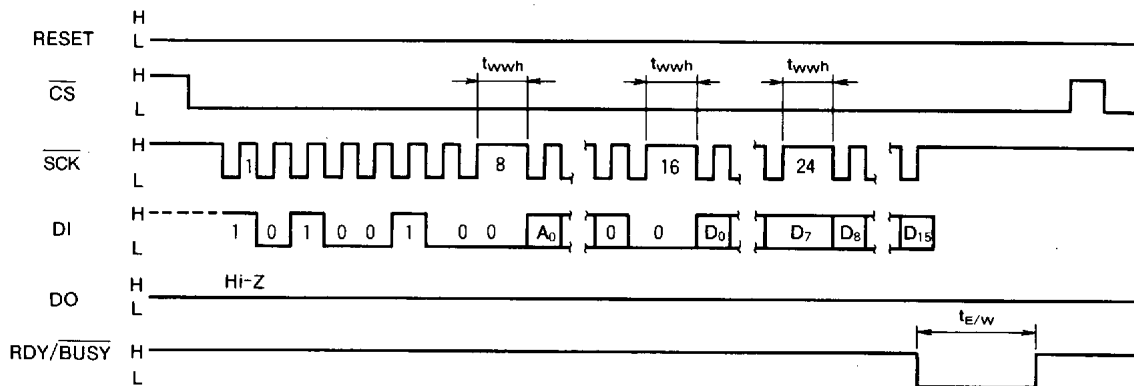 RESET H L
CS H L twwh twwh twwh
SCK H L 1 8 16 24
DI H L 1 0 1 0 0 1 0 0 A0 0 0 D0 D7 D8 D15
DO H L Hi-Z
RDY/BUSY H L tE/W